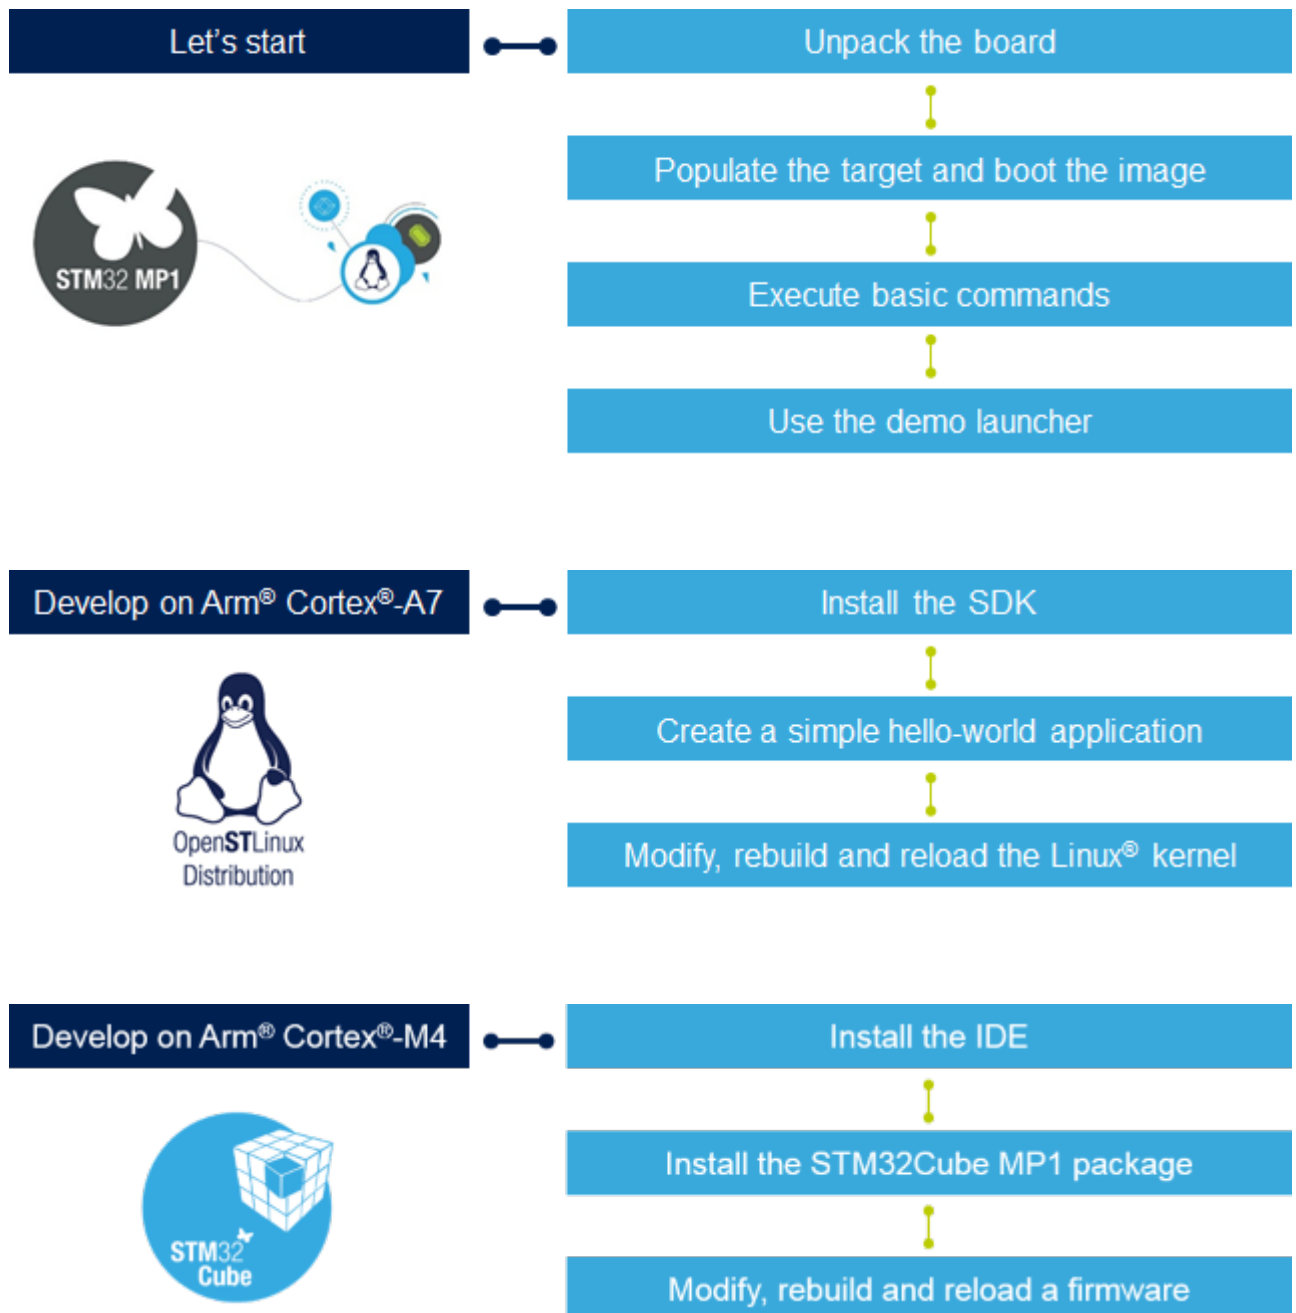 Let's start
Unpack the board
Populate the target and boot the image
STM32 MP1
Execute basic commands
Use the demo launcher
Develop on Arm® Cortex®-A7
Install the SDK
Create a simple hello-world application
OpenSTLinux
Distribution
Modify, rebuild and reload the Linux® kernel
Develop on Arm® Cortex®-M4
Install the IDE
Install the STM32Cube MP1 package
STM32
Cube
Modify, rebuild and reload a firmware